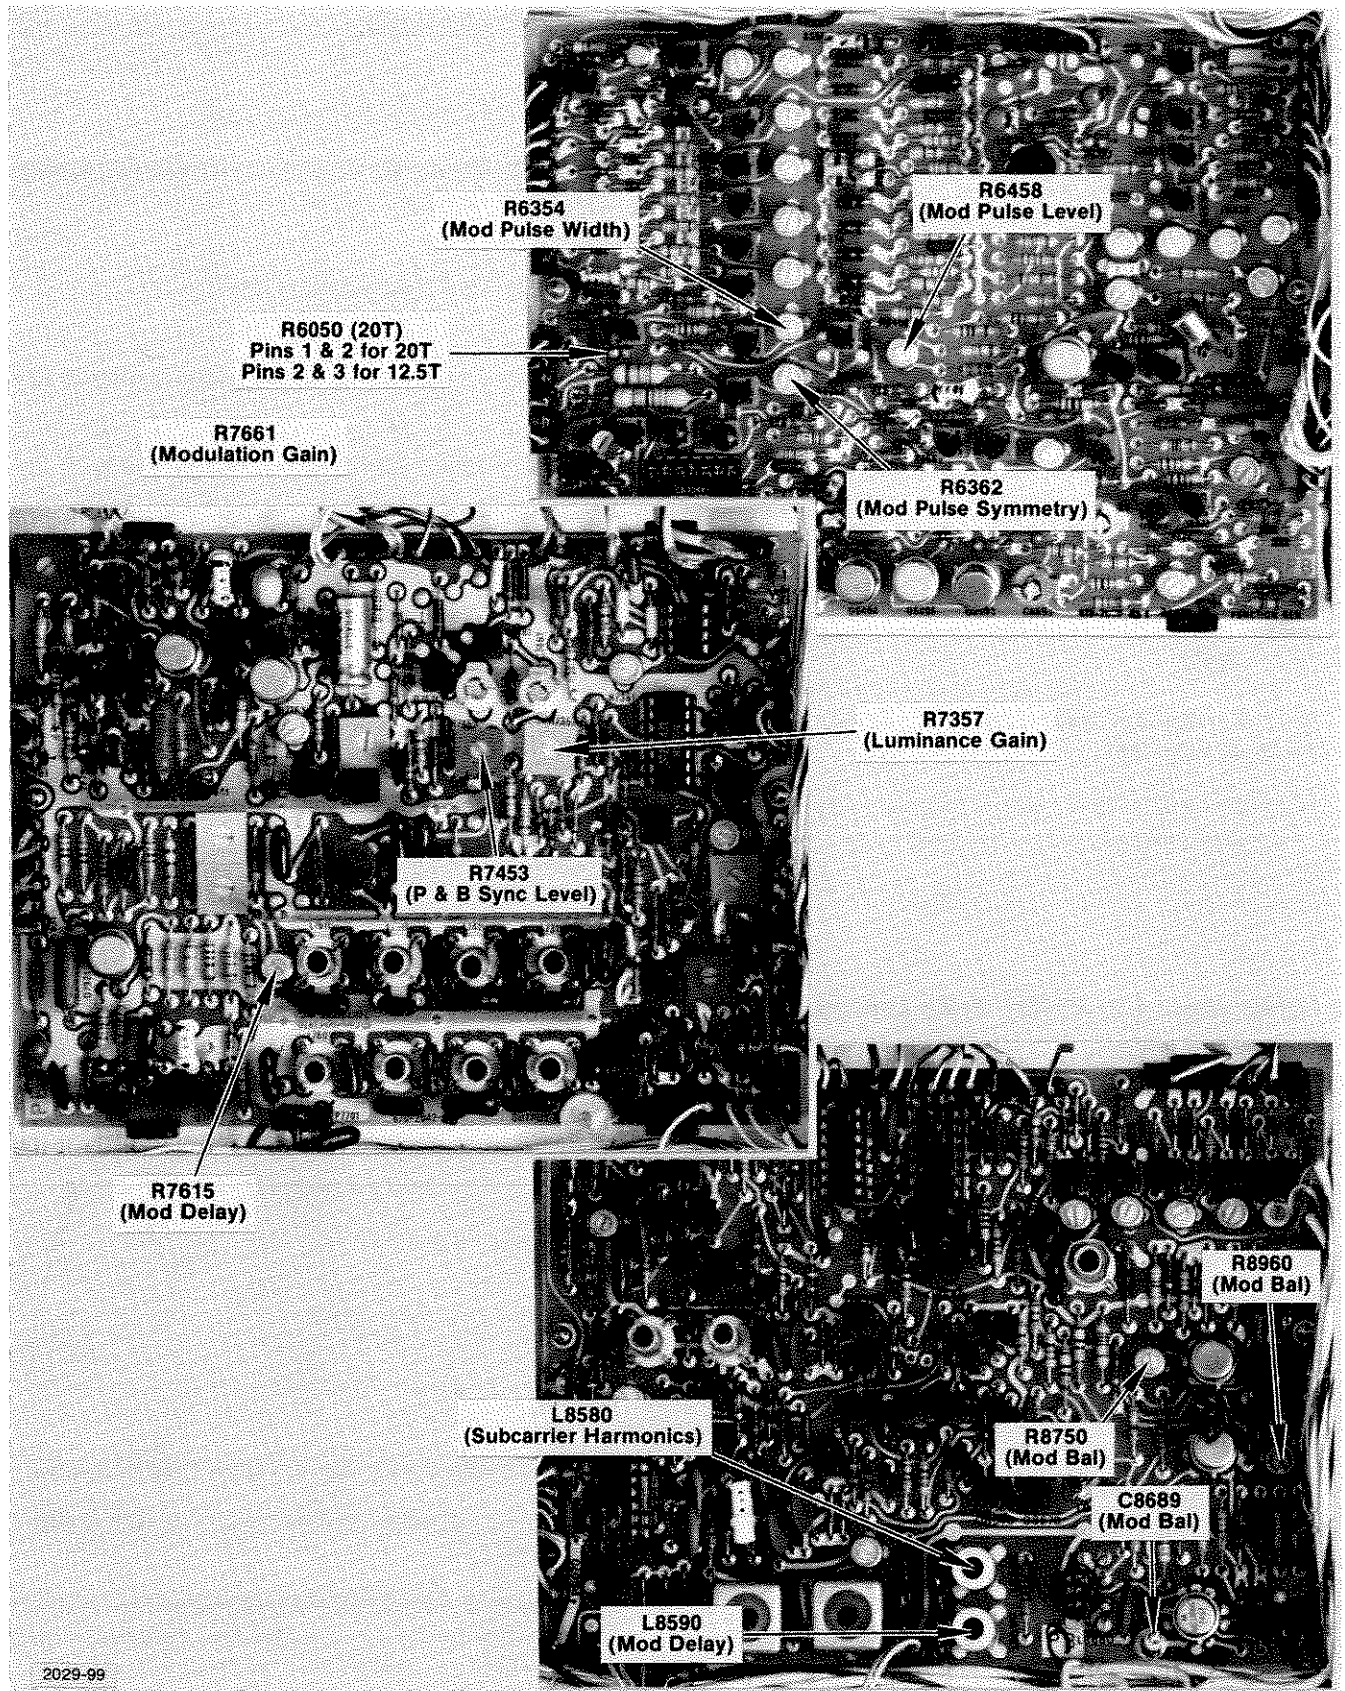 R6458
(Mod Pulse Level)
R6354
(Mod Pulse Width)
R6050 (20T)
Pins 1 & 2 for 20T
Pins 2 & 3 for 12.5T
R7661
(Modulation Gain)
R6362
(Mod Pulse Symmetry)
R7357
(Luminance Gain)
R7453
(P & B Sync Level)
R7615
(Mod Delay)
R8960
(Mod Bal)
L8580
(Subcarrier Harmonics)
R8750
(Mod Bal)
C8689
(Mod Bal)
L8590
(Mod Delay)
2029-99